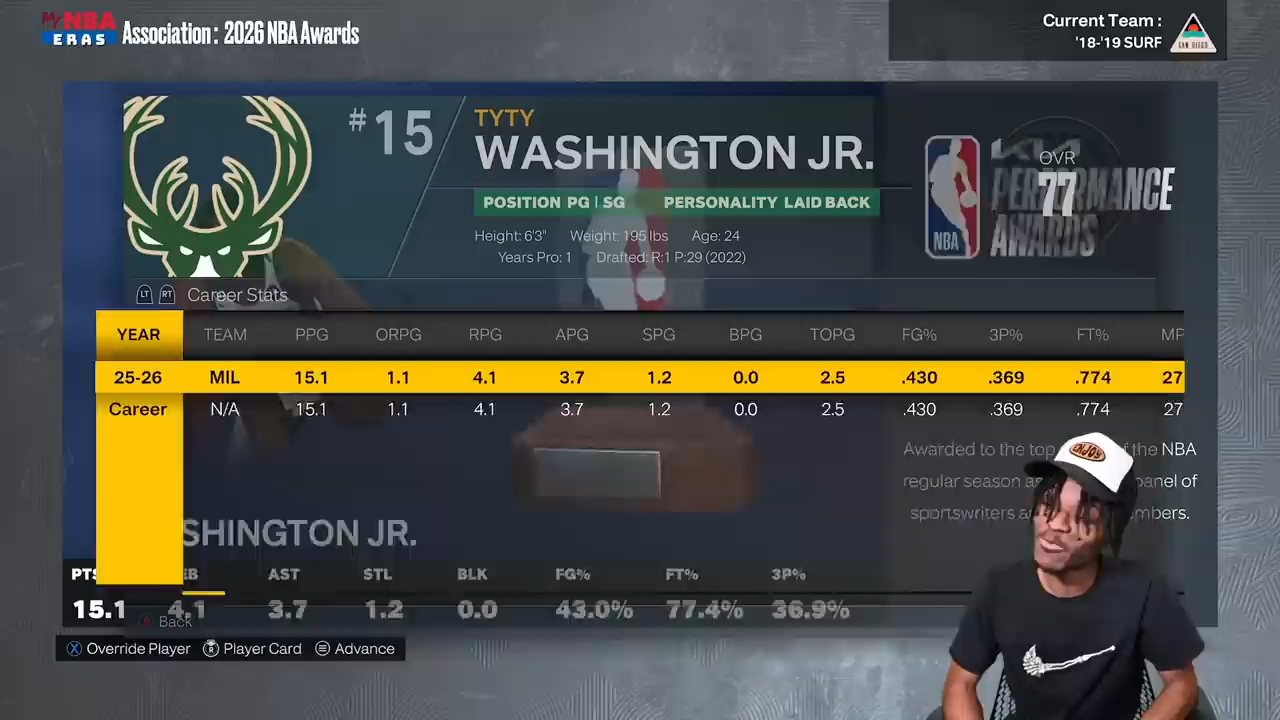 MyNBA
ERAS
Association : 2026 NBA Awards
Current Team :
'18-'19 SURF
SAN DIEGO
#15
TYTY
WASHINGTON JR.
POSITION PG | SG PERSONALITY LAID BACK
Height: 6'3" Weight: 195 lbs Age: 24
Years Pro: 1 Drafted: R:1 P:29 (2022)
NBA
KIA
PERFORMANCE
AWARDS
OVR
77
LT RT Career Stats
YEAR TEAM PPG ORPG RPG APG SPG BPG TOPG FG% 3P% FT% MP
25-26 MIL 15.1 1.1 4.1 3.7 1.2 0.0 2.5 .430 .369 .774 27
Career N/A 15.1 1.1 4.1 3.7 1.2 0.0 2.5 .430 .369 .774 27
Awarded to the top of the NBA
regular season as panel of
sportswriters
SHINGTON JR.
PTS AST STL BLK FG% FT% 3P%
15.1 4.1 3.7 1.2 0.0 43.0% 77.4% 36.9%
Back
X Override Player R Player Card Advance
ENJOY